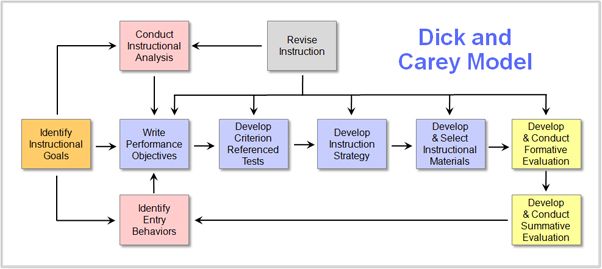 Conduct
Instructional
Analysis
Revise
Instruction
Dick and
Carey Model
Identify
Instructional
Goals
Write
Performance
Objectives
Develop
Criterion
Referenced
Tests
Develop
Instruction
Strategy
Develop
& Select
Instructional
Materials
Develop
& Conduct
Formative
Evaluation
Identify
Entry
Behaviors
Develop
& Conduct
Summative
Evaluation